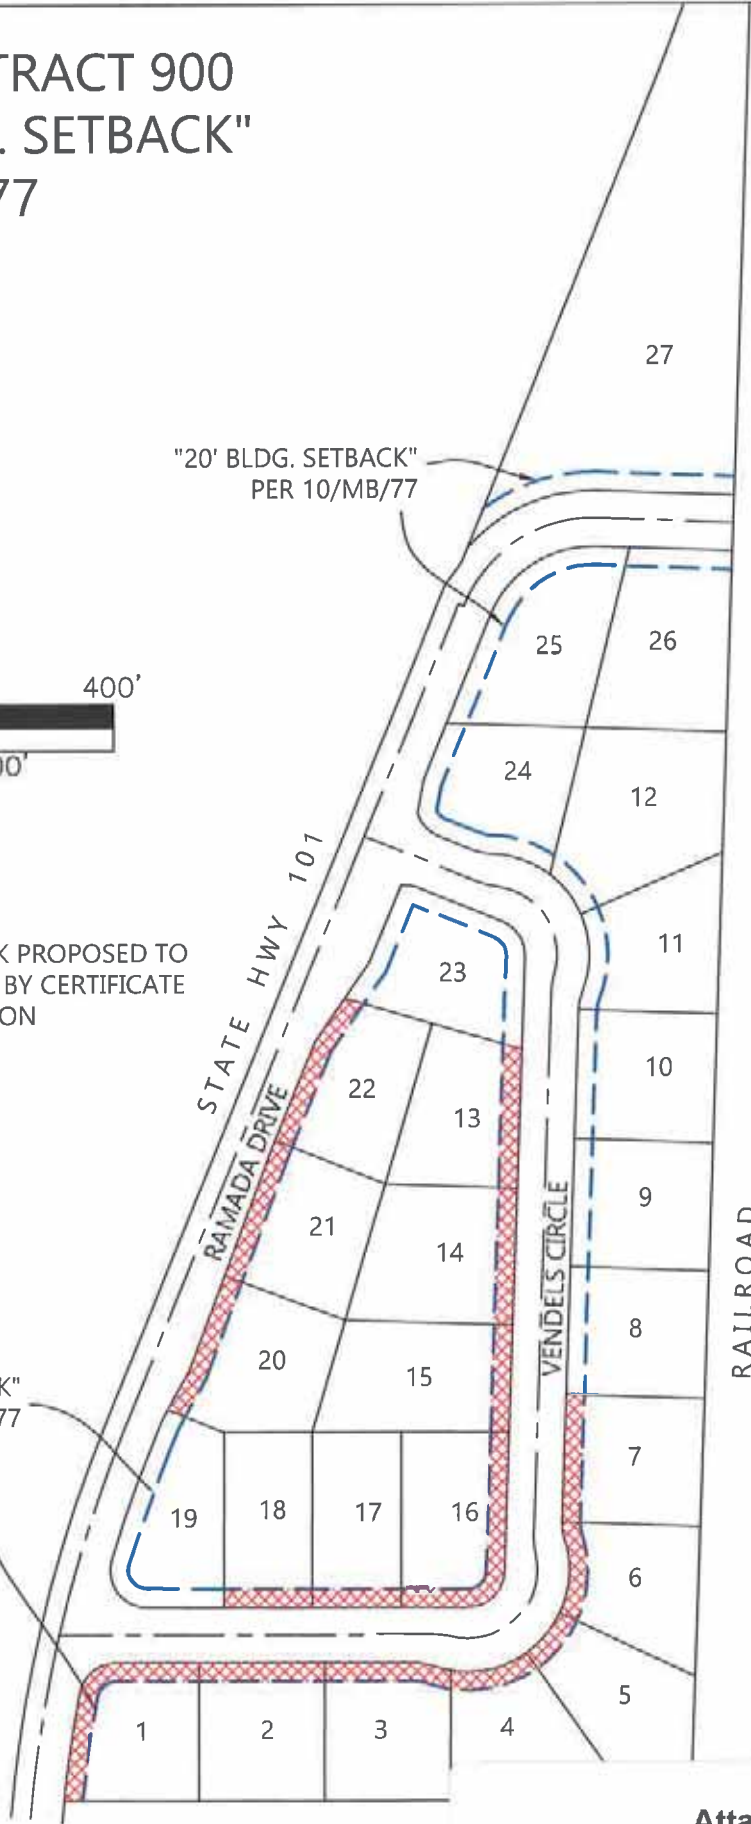 TRACT 900
. SETBACK"
77
27
"20' BLDG. SETBACK"
PER 10/MB/77
25
26
400'
00'
24
12
STATE HWY 101
K PROPOSED TO
BY CERTIFICATE
ON
11
23
10
22
13
RAMADA DRIVE
9
21
14
VENDELS CIRCLE
RAILROAD
8
20
15
K"
77
7
19
18
17
16
6
5
1
2
3
4
Atta